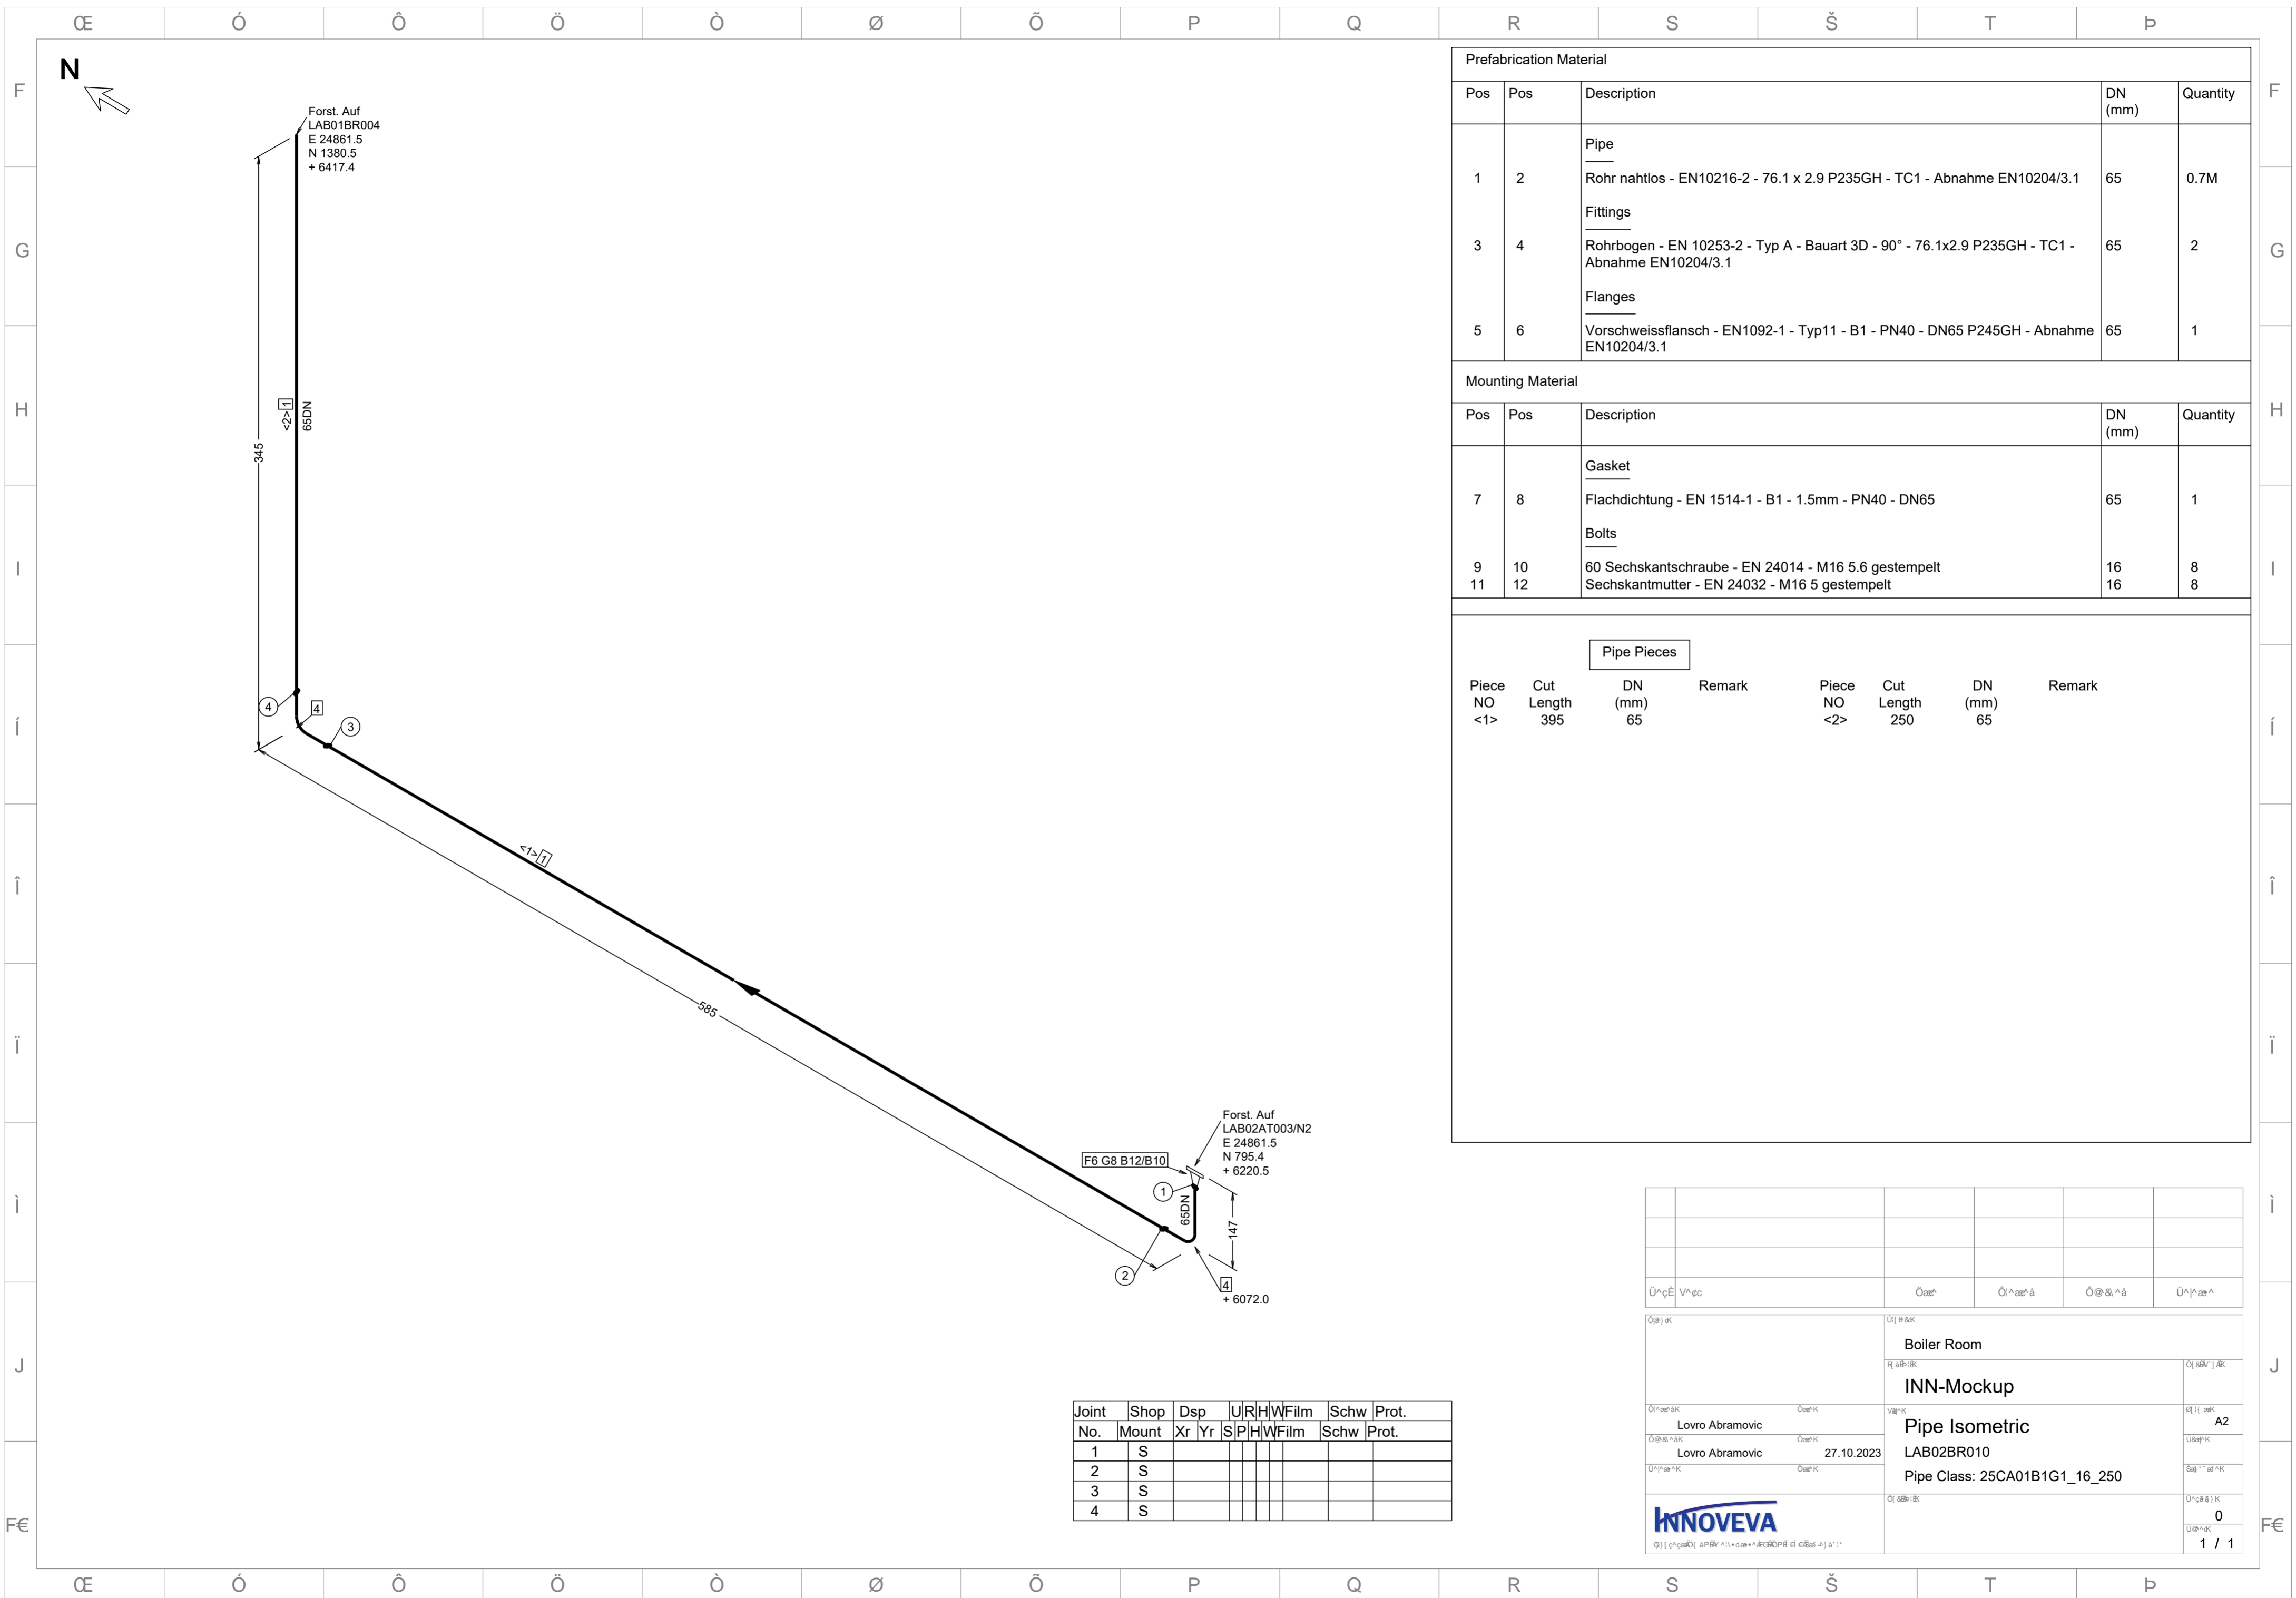 Œ Ó Ô Ö Ò Ø Õ P Q R S Š T Þ
F
G
H
I
Í
Î
Ï
Ì
J
F€
N
Forst. Auf
LAB01BR004
E 24861.5
N 1380.5
+ 6417.4
345
<2> 1
65DN
4
4
3
<1> 1
585
Forst. Auf
LAB02AT003/N2
E 24861.5
N 795.4
+ 6220.5
F6 G8 B12/B10
1
65DN
147
2
4
+ 6072.0
Prefabrication Material
Pos Pos Description DN (mm) Quantity
Pipe
1 2 Rohr nahtlos - EN10216-2 - 76.1 x 2.9 P235GH - TC1 - Abnahme EN10204/3.1 65 0.7M
Fittings
3 4 Rohrbogen - EN 10253-2 - Typ A - Bauart 3D - 90° - 76.1x2.9 P235GH - TC1 - 65 2
Abnahme EN10204/3.1
Flanges
5 6 Vorschweissflansch - EN1092-1 - Typ11 - B1 - PN40 - DN65 P245GH - Abnahme 65 1
EN10204/3.1
Mounting Material
Pos Pos Description DN (mm) Quantity
Gasket
7 8 Flachdichtung - EN 1514-1 - B1 - 1.5mm - PN40 - DN65 65 1
Bolts
9 10 60 Sechskantschraube - EN 24014 - M16 5.6 gestempelt 16 8
11 12 Sechskantmutter - EN 24032 - M16 5 gestempelt 16 8
Pipe Pieces
Piece Cut DN Remark Piece Cut DN Remark
NO Length (mm) NO Length (mm)
<1> 395 65 <2> 250 65
Joint Shop Dsp U R H W Film Schw Prot.
No. Mount Xr Yr S P H W Film Schw Prot.
1 S
2 S
3 S
4 S
Boiler Room
INN-Mockup
Lovro Abramovic
Pipe Isometric
A2
Lovro Abramovic 27.10.2023
LAB02BR010
Pipe Class: 25CA01B1G1_16_250
INNOVEVA
0
1 / 1
F
G
H
I
Í
Î
Ï
Ì
J
F€
Œ Ó Ô Ö Ò Ø Õ P Q R S Š T Þ